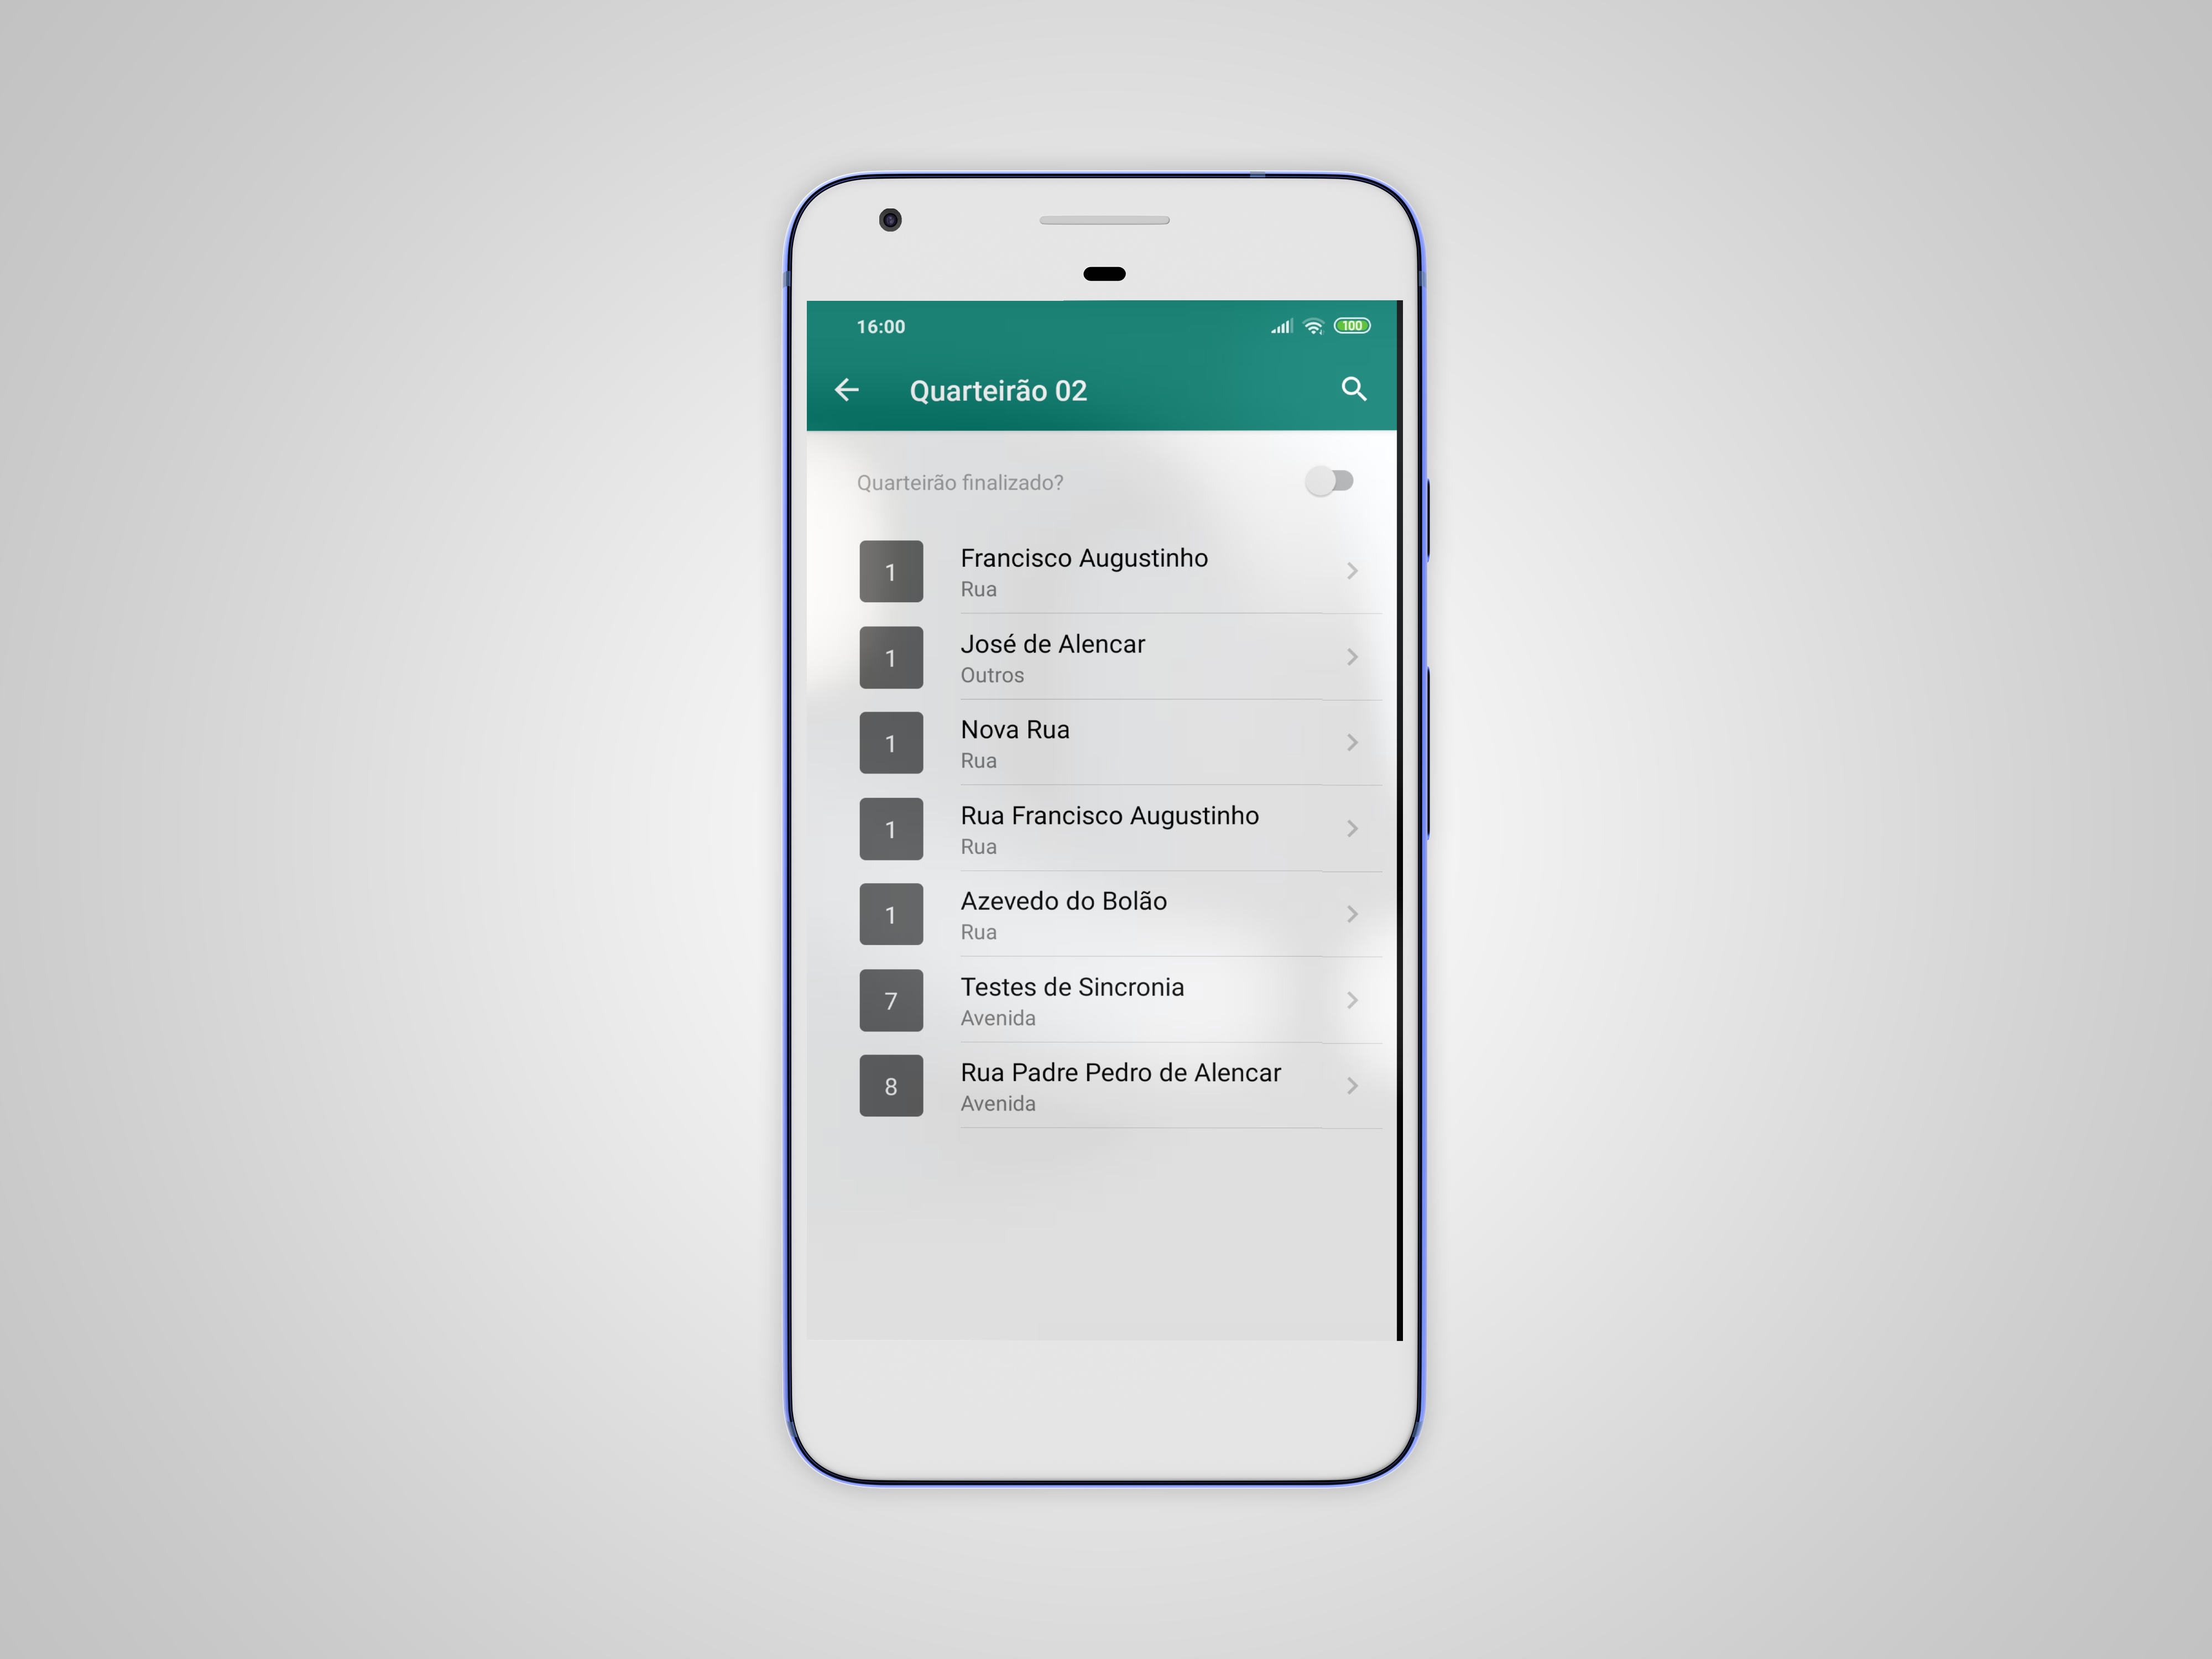 16:00
100
Quarteirão 02
Quarteirão finalizado?
1
Francisco Augustinho
Rua
1
José de Alencar
Outros
1
Nova Rua
Rua
1
Rua Francisco Augustinho
Rua
1
Azevedo do Bolão
Rua
7
Testes de Sincronia
Avenida
8
Rua Padre Pedro de Alencar
Avenida